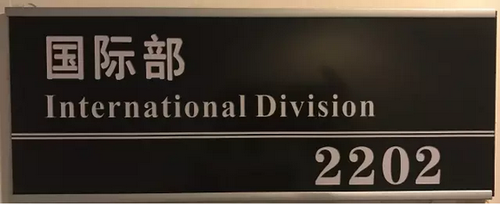 国际部
International Division
2202